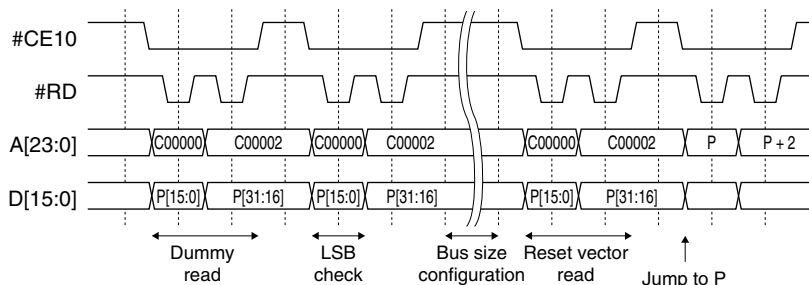 #CE10
#RD
A[23:0] C00000 C00002 C00000 C00002 C00000 C00002 P P + 2
D[15:0] P[15:0] P[31:16] P[15:0] P[31:16] P[15:0] P[31:16]
Dummy read
LSB check
Bus size configuration
Reset vector read
Jump to P